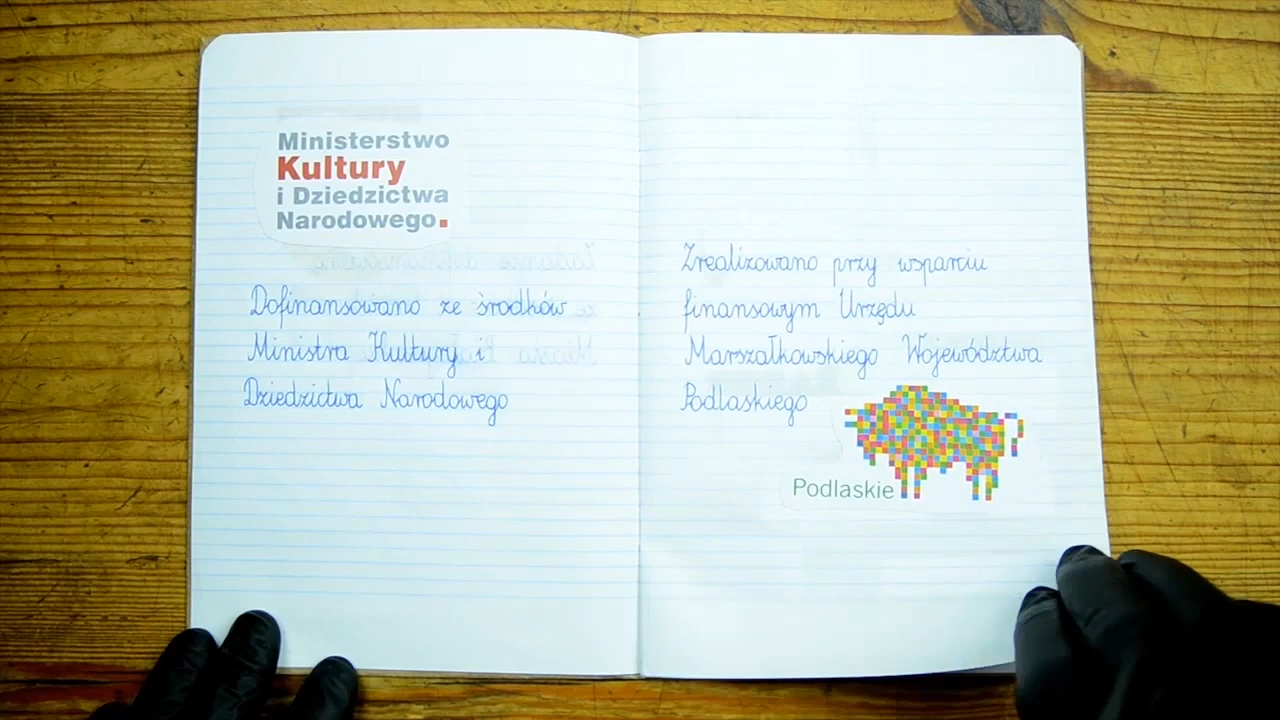 Ministerstwo
Kultury
i Dziedzictwa
Narodowego.
Dofinansowano ze środków
Ministra Kultury i
Dziedzictwa Narodowego
Zrealizowano przy wsparciu
finansowym Urzędu
Marszałkowskiego Województwa
Podlaskiego
Podlaskie